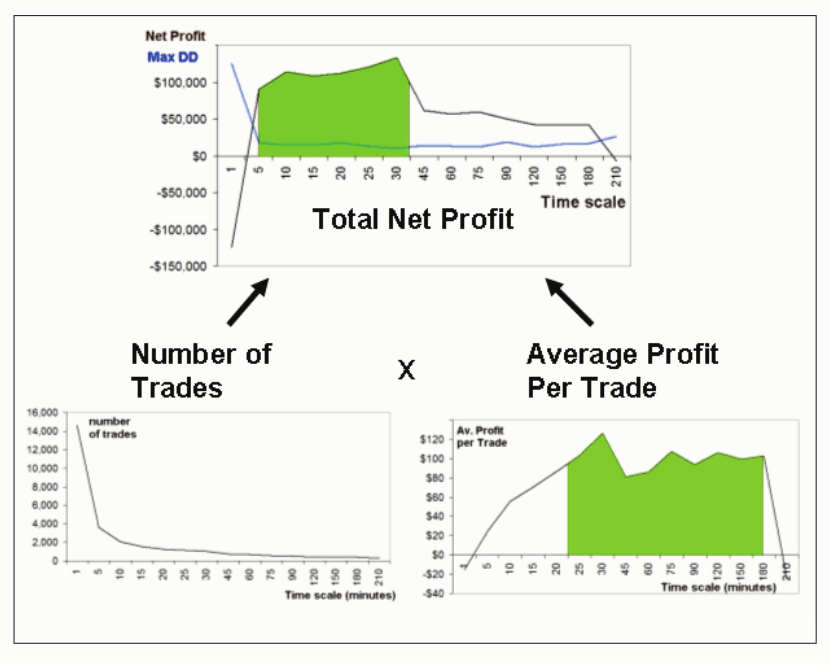 Net Profit
Max DD
$100,000
$50,000
$0
-$50,000
-$100,000
-$150,000
1 5 10 15 20 25 30 45 60 75 90 120 150 180 210
Time scale
Total Net Profit
Number of
Trades
X
Average Profit
Per Trade
16,000
14,000
12,000
10,000
8,000
6,000
4,000
2,000
0
number
of trades
1 5 10 15 20 25 30 45 60 75 90 120 150 180 210
Time scale (minutes)
Av. Profit
per Trade
$120
$100
$80
$60
$40
$20
$0
-$20
-$40
1 5 10 15 20 25 30 45 60 75 90 120 150 180 210
Time scale (minutes)